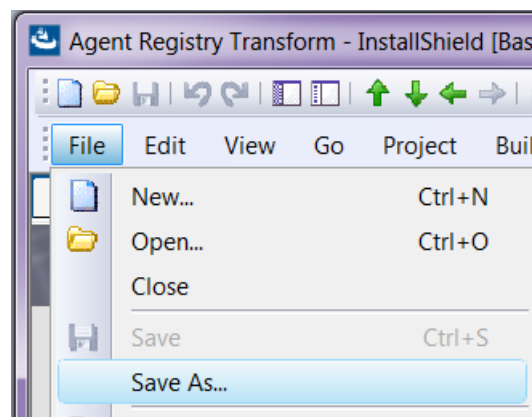 Agent Registry Transform - InstallShield [Bas
File Edit View Go Project Buil
New... Ctrl+N
Open... Ctrl+O
Close
Save Ctrl+S
Save As...